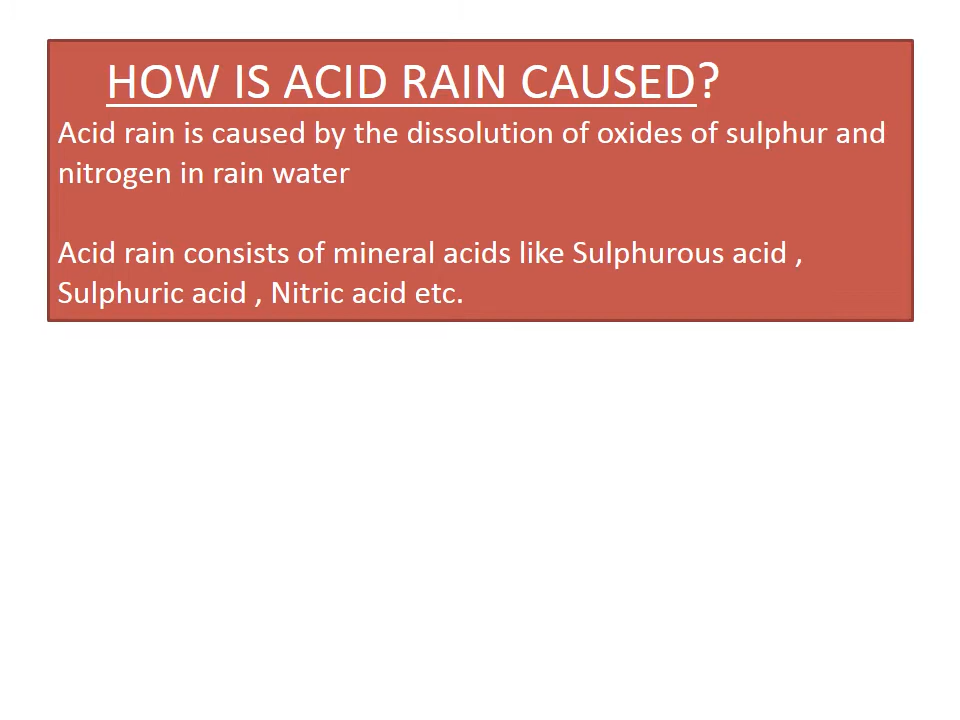 HOW IS ACID RAIN CAUSED?
Acid rain is caused by the dissolution of oxides of sulphur and
nitrogen in rain water
Acid rain consists of mineral acids like Sulphurous acid ,
Sulphuric acid , Nitric acid etc.